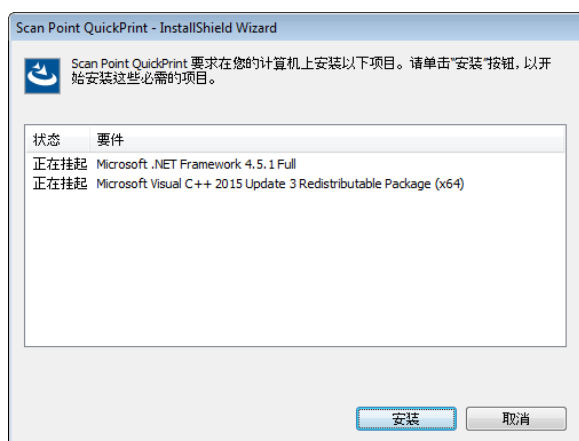 Scan Point QuickPrint - InstallShield Wizard
Scan Point QuickPrint 要求在您的计算机上安装以下项目。请单击“安装”按钮，以开
始安装这些必需的项目。
状态 要件
正在挂起 Microsoft .NET Framework 4.5.1 Full
正在挂起 Microsoft Visual C++ 2015 Update 3 Redistributable Package (x64)
安装 取消